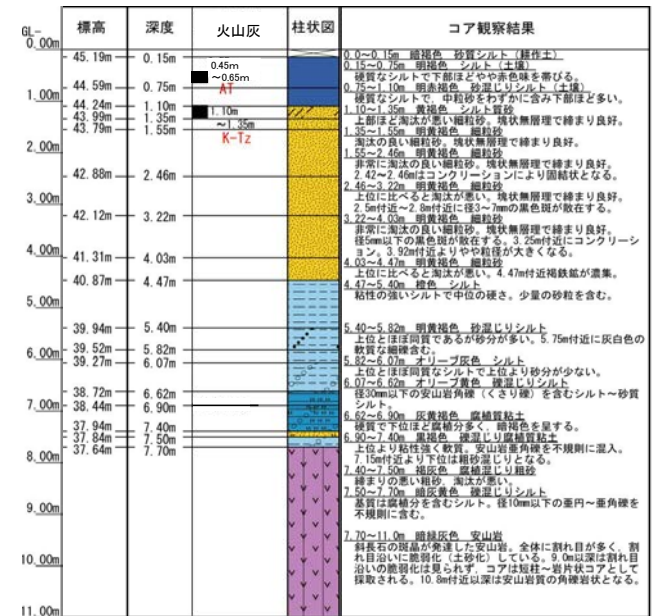 標高 深度 火山灰 柱状図 コア観察結果
GL-
0.00m
1.00m
2.00m
3.00m
4.00m
5.00m
6.00m
7.00m
8.00m
9.00m
10.00m
11.00m
45.19m 0.15m
44.59m 0.75m
44.24m 1.10m
43.99m 1.35m
43.79m 1.55m
42.88m 2.46m
42.12m 3.22m
41.31m 4.03m
40.87m 4.47m
39.94m 5.40m
39.52m 5.82m
39.27m 6.07m
38.72m 6.62m
38.44m 6.90m
37.94m 7.40m
37.84m 7.50m
37.64m 7.70m
0.45m
~0.65m
AT
1.10m
~1.35m
K-Tz
0.0~0.15m 暗褐色 砂質シルト（耕作土）
0.15~0.75m 明褐色 シルト（土壌）
硬質なシルトで下部ほどやや赤色味を帯びる。
0.75~1.10m 明赤褐色 砂混じりシルト（土壌）
硬質なシルトで、中粒砂をわずかに含み下部ほど多い。
1.10~1.35m 黄褐色 シルト質砂
上部ほど淘汰が悪い細粒砂。塊状無層理で締まり良好。
1.35~1.55m 明黄褐色 細粒砂
淘汰の良い細粒砂。塊状無層理で締まり良好。
1.55~2.46m 明黄褐色 細粒砂
非常に淘汰の良い細粒砂。塊状無層理で締まり良好。
2.42~2.46mはコンクリーションにより固結状となる。
2.46~3.22m 明黄褐色 細粒砂
上位に比べると淘汰が悪い。塊状無層理で締まり良好。
2.5m付近~2.8m付近に径3~7mmの黒色斑が散在する。
3.22~4.03m 明黄褐色 細粒砂
非常に淘汰の良い細粒砂。塊状無層理で締まり良好。
径5mm以下の黒色斑が散在する。3.25m付近にコンクリーシ
ョン。3.92m付近よりやや粒径が大きくなる。
4.03~4.47m 明黄褐色 細粒砂
上位に比べると淘汰が悪い。4.47m付近褐鉄鉱が濃集。
4.47~5.40m 橙色 シルト
粘性の強いシルトで中位の硬さ。少量の砂粒を含む。
5.40~5.82m 明黄褐色 砂混じりシルト
上位とほぼ同質であるが砂分が多い。5.75m付近に灰白色の
軟質な細礫含む。
5.82~6.07m オリーブ灰色 シルト
上位とほぼ同質なシルトで上位より砂分が少ない。
6.07~7.62m オリーブ黄色 礫混じりシルト
径30mm以下の安山岩角礫（くさり礫）を含むシルト~砂質
シルト。
6.62~6.90m 灰黄褐色 腐植質粘土
硬質で下位ほど腐植分多く、暗褐色を呈する。
6.90~7.40m 黒褐色 礫混じり腐植質粘土
上位より粘性強く軟質。安山岩亜角礫を不規則に混入。
7.15m付近より下位は粗砂混じりとなる。
7.40~7.50m 褐灰色 腐植混じり粗砂
締まりの悪い粗砂、淘汰が悪い。
7.50~7.70m 暗灰黄色 礫混じりシルト
基質は腐植分を含むシルト。径10mm以下の亜円~亜角礫を
不規則に含む。
7.70~11.0m 暗緑灰色 安山岩
斜長石の斑晶が発達した安山岩。全体に割れ目が多く、割
れ目沿いに脆弱化（土砂化）している。9.0m以深は割れ目
沿いの脆弱化は見られず、コアは短柱~岩片状コアとして
採取される。10.8m付近以深は安山岩質の角礫岩状となる。